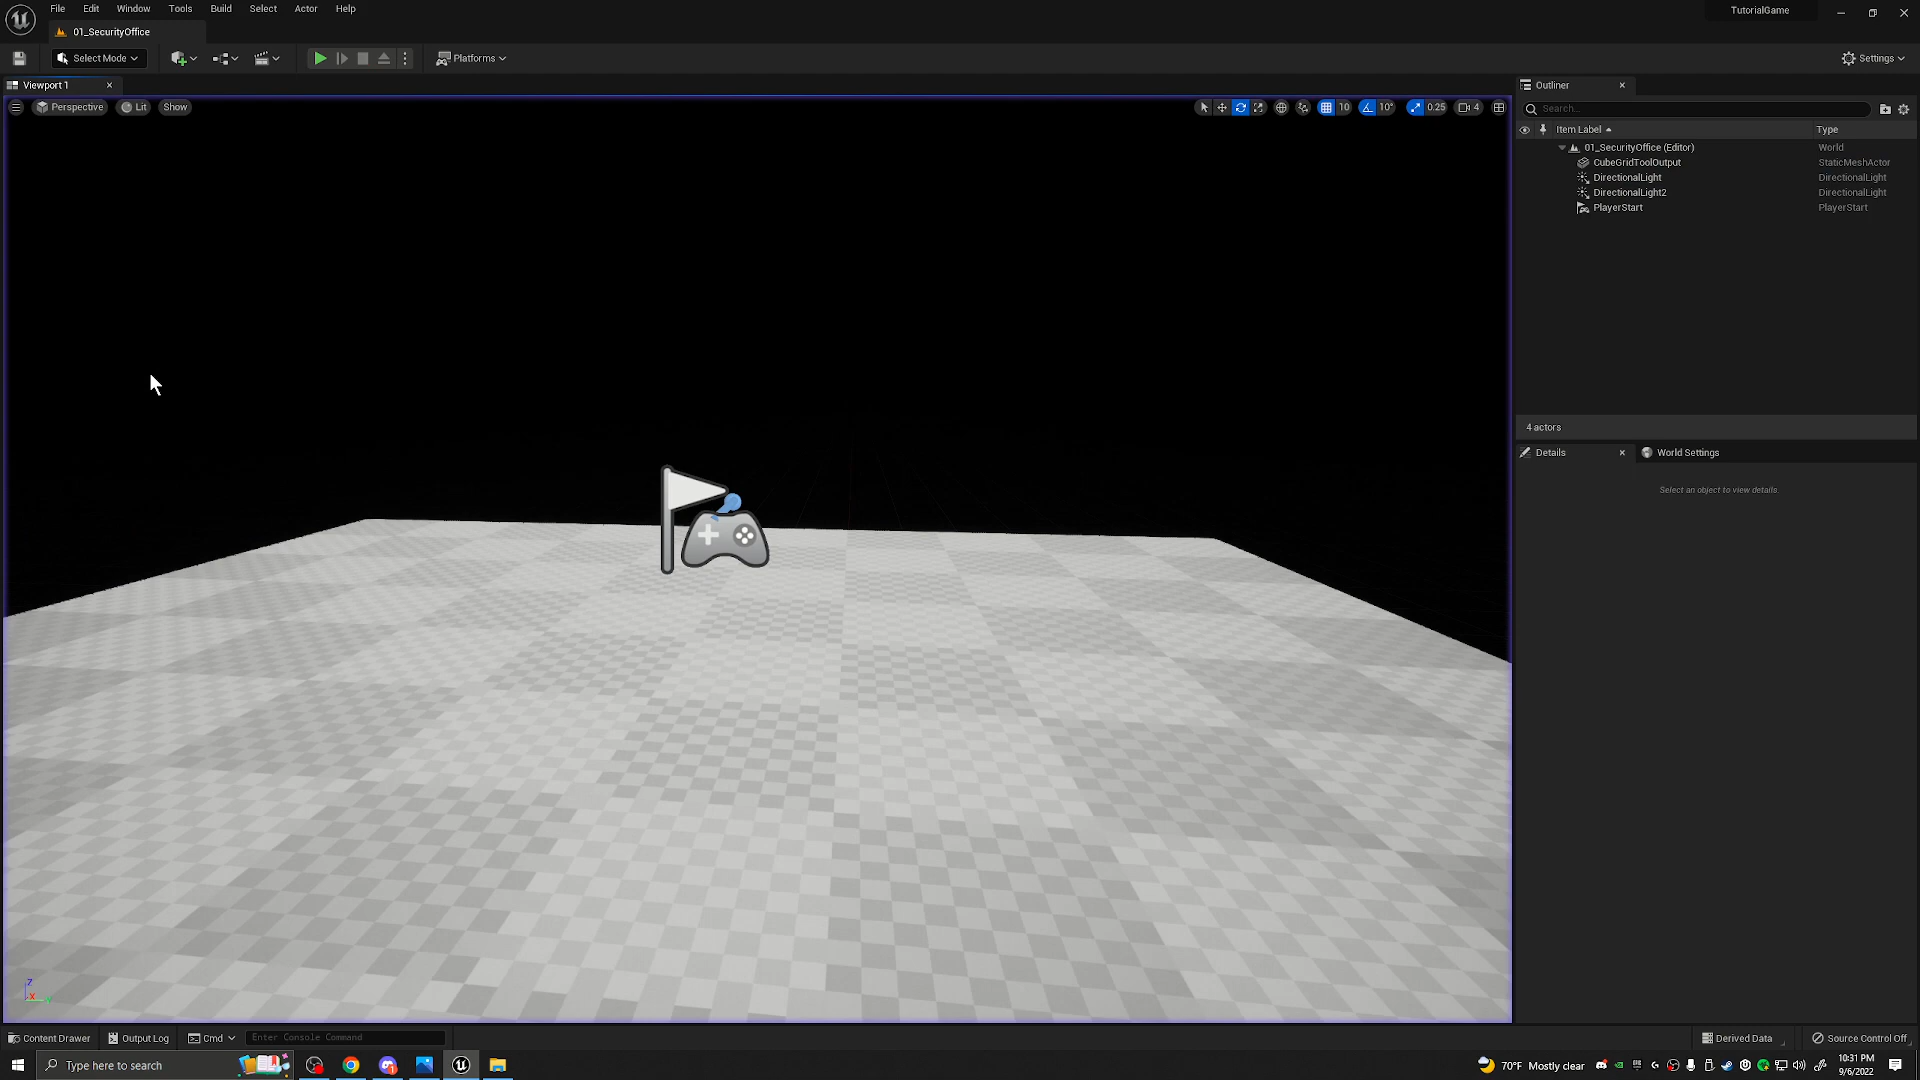 File Edit Window Tools Build Select Actor Help
TutorialGame
01_SecurityOffice
Select Mode
Platforms
Settings
Viewport 1
Outliner
Perspective Lit Show
10 10° 0.25 4
Search...
Item Label Type
01_SecurityOffice (Editor) World
CubeGridToolOutput StaticMeshActor
DirectionalLight DirectionalLight
DirectionalLight2 DirectionalLight
PlayerStart PlayerStart
4 actors
Details World Settings
Select an object to view details.
Z
X
Y
Content Drawer Output Log Cmd Enter Console Command
Derived Data Source Control Off
Type here to search
70°F Mostly clear
10:31 PM
9/6/2022